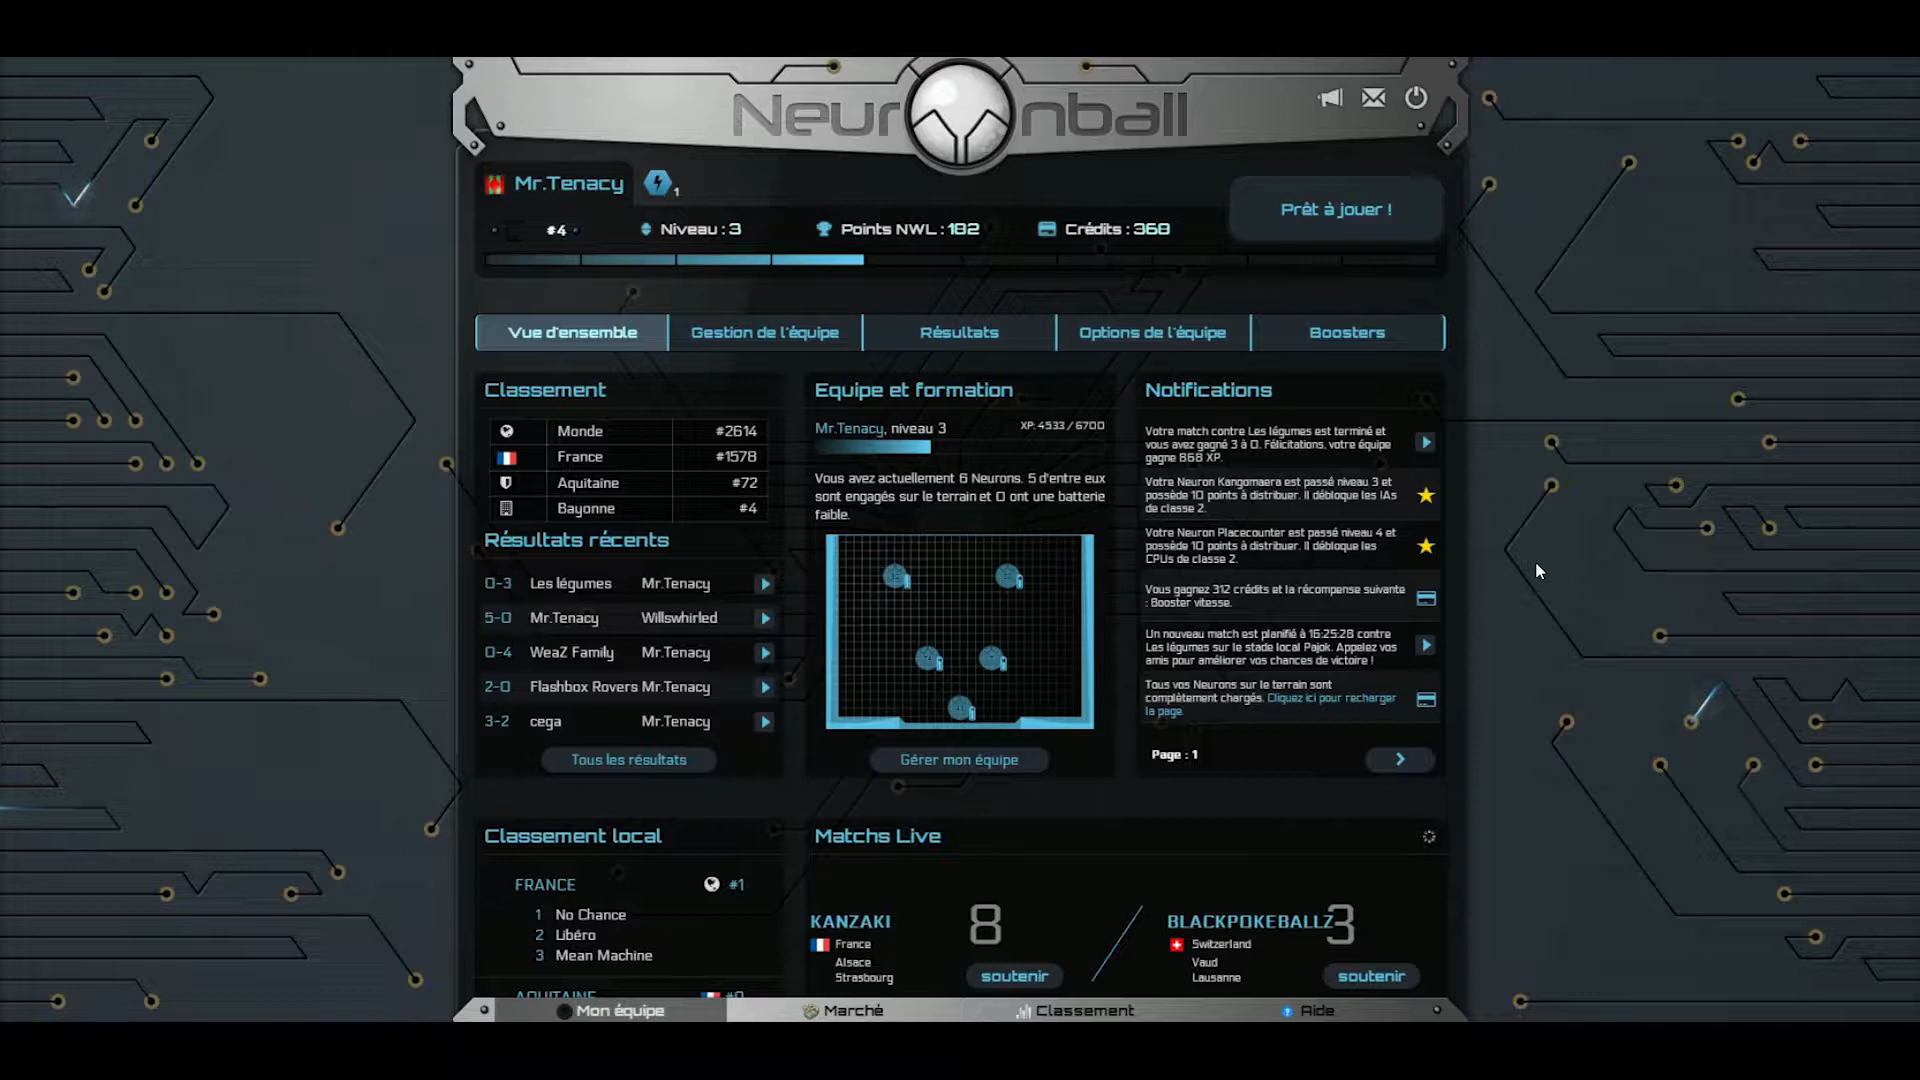 Neuronball
Mr.Tenacy
1
Prêt à jouer !
#4
Niveau : 3
Points NWL : 182
Crédits : 368
Vue d'ensemble
Gestion de l'équipe
Résultats
Options de l'équipe
Boosters
Classement
Monde #2614
France #1578
Aquitaine #72
Bayonne #4
Résultats récents
0-3 Les légumes Mr.Tenacy
5-0 Mr.Tenacy Willswhirled
0-4 WeaZ Family Mr.Tenacy
2-0 Flashbox Rovers Mr.Tenacy
3-2 cega Mr.Tenacy
Tous les résultats
Equipe et formation
Mr.Tenacy, niveau 3
XP: 4533 / 6700
Vous avez actuellement 6 Neurons. 5 d'entre eux
sont engagés sur le terrain et 0 ont une batterie
faible.
Gérer mon équipe
Notifications
Votre match contre Les légumes est terminé et
vous avez gagné 3 à 0. Félicitations, votre équipe
gagne 868 XP.
Votre Neuron Kangomaera est passé niveau 3 et
possède 10 points à distribuer. Il débloque les IAs
de classe 2.
Votre Neuron Placecounter est passé niveau 4 et
possède 10 points à distribuer. Il débloque les
CPUs de classe 2.
Vous gagnez 312 crédits et la récompense suivante
: Booster vitesse.
Un nouveau match est planifié à 16:25:28 contre
Les légumes sur le stade local Pajok. Appelez vos
amis pour améliorer vos chances de victoire !
Tous vos Neurons sur le terrain sont
complètement chargés. Cliquez ici pour recharger
la page.
Page : 1
Classement local
FRANCE #1
1 No Chance
2 Libéro
3 Mean Machine
AQUITAINE
Matchs Live
KANZAKI
8
France
Alsace
Strasbourg
soutenir
BLACKPOKEBALLZ
3
Switzerland
Vaud
Lausanne
soutenir
Mon équipe
Marché
Classement
Aide